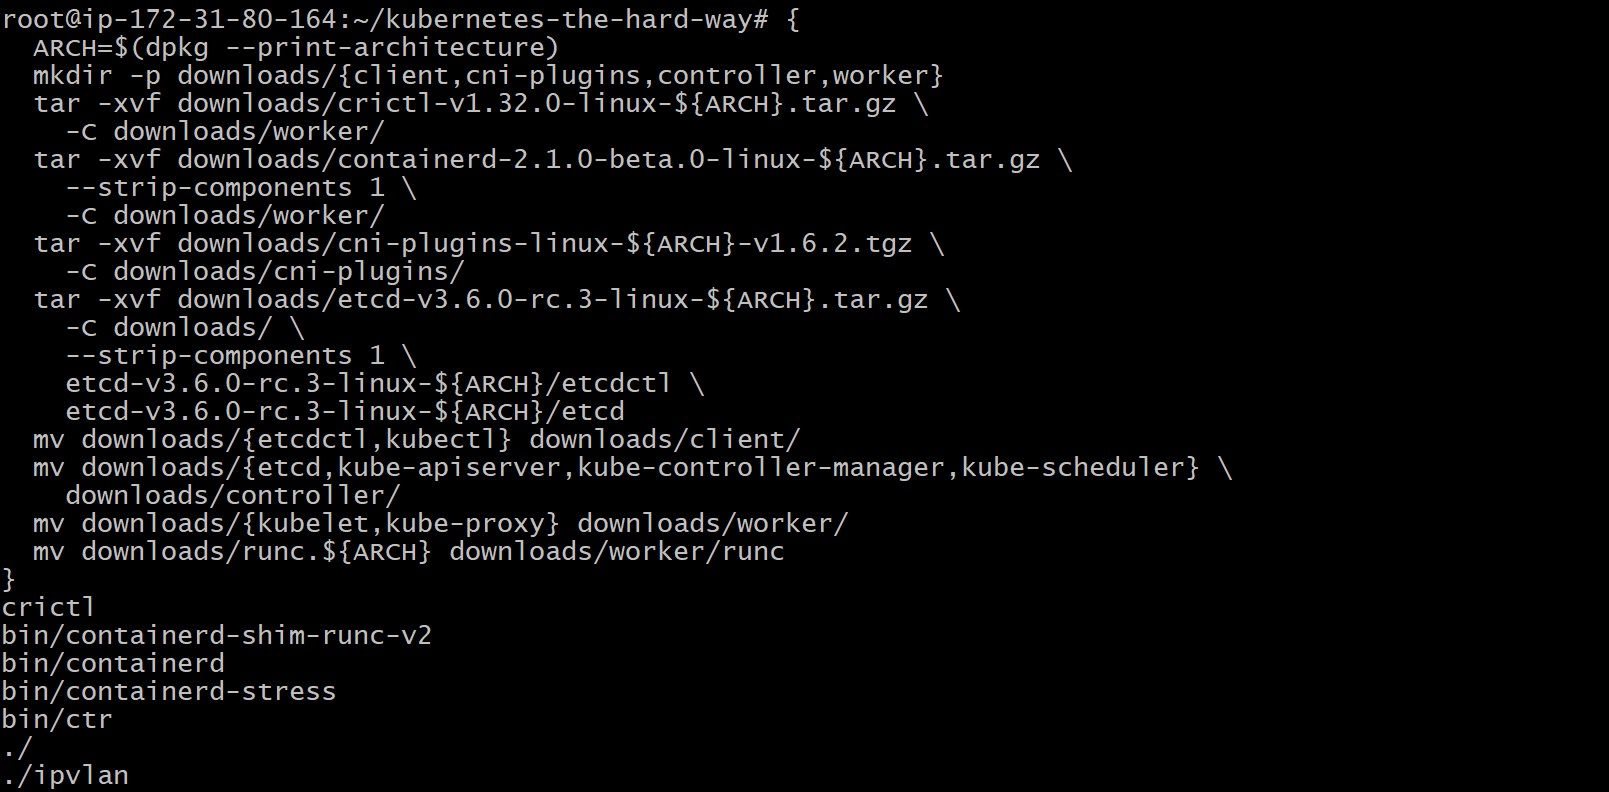 root@ip-172-31-80-164:~/kubernetes-the-hard-way# {
  ARCH=$(dpkg --print-architecture)
  mkdir -p downloads/{client,cni-plugins,controller,worker}
  tar -xvf downloads/crictl-v1.32.0-linux-${ARCH}.tar.gz \
    -C downloads/worker/
  tar -xvf downloads/containerd-2.1.0-beta.0-linux-${ARCH}.tar.gz \
    --strip-components 1 \
    -C downloads/worker/
  tar -xvf downloads/cni-plugins-linux-${ARCH}-v1.6.2.tgz \
    -C downloads/cni-plugins/
  tar -xvf downloads/etcd-v3.6.0-rc.3-linux-${ARCH}.tar.gz \
    -C downloads/ \
    --strip-components 1 \
    etcd-v3.6.0-rc.3-linux-${ARCH}/etcdctl \
    etcd-v3.6.0-rc.3-linux-${ARCH}/etcd
  mv downloads/{etcdctl,kubectl} downloads/client/
  mv downloads/{etcd,kube-apiserver,kube-controller-manager,kube-scheduler} \
    downloads/controller/
  mv downloads/{kubelet,kube-proxy} downloads/worker/
  mv downloads/runc.${ARCH} downloads/worker/runc
}
crictl
bin/containerd-shim-runc-v2
bin/containerd
bin/containerd-stress
bin/ctr
./
./ipvlan